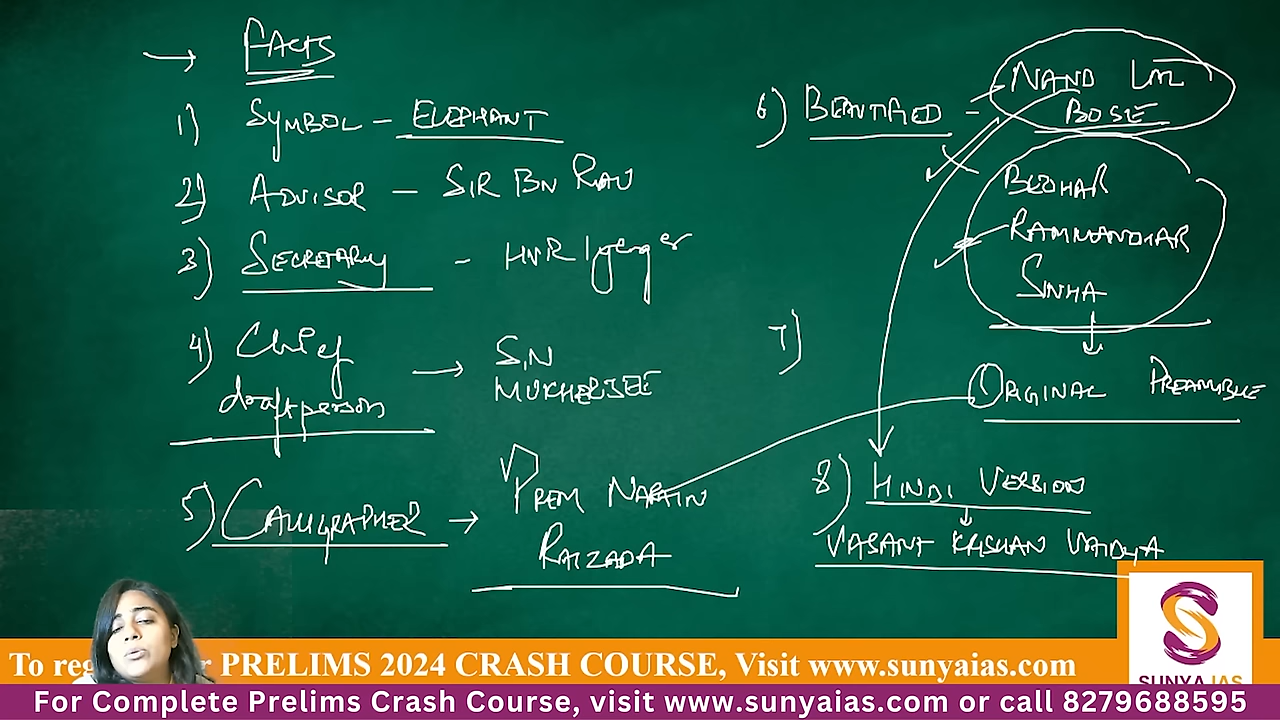 → FACTS
1) SYMBOL – ELEPHANT
2) ADVISOR – SIR BN RAU
3) SECRETARY – HVR Iyenger
4) Chief
draftperson → S.N
MUKHERJEE
5) CALLIGRAPHER → PREM NARAIN
RAIZADA
6) BEAUTIFIED – NAND LAL
BOSE
BEOHAR
RAMMANOHAR
SINHA
7)
ORIGINAL PREAMBLE
8) HINDI VERSION
VASANT KRISHAN VAIDYA
SUNYA IAS
PRELIMS 2024 CRASH COURSE, Visit www.sunyaias.com
For Complete Prelims Crash Course, visit www.sunyaias.com or call 8279688595